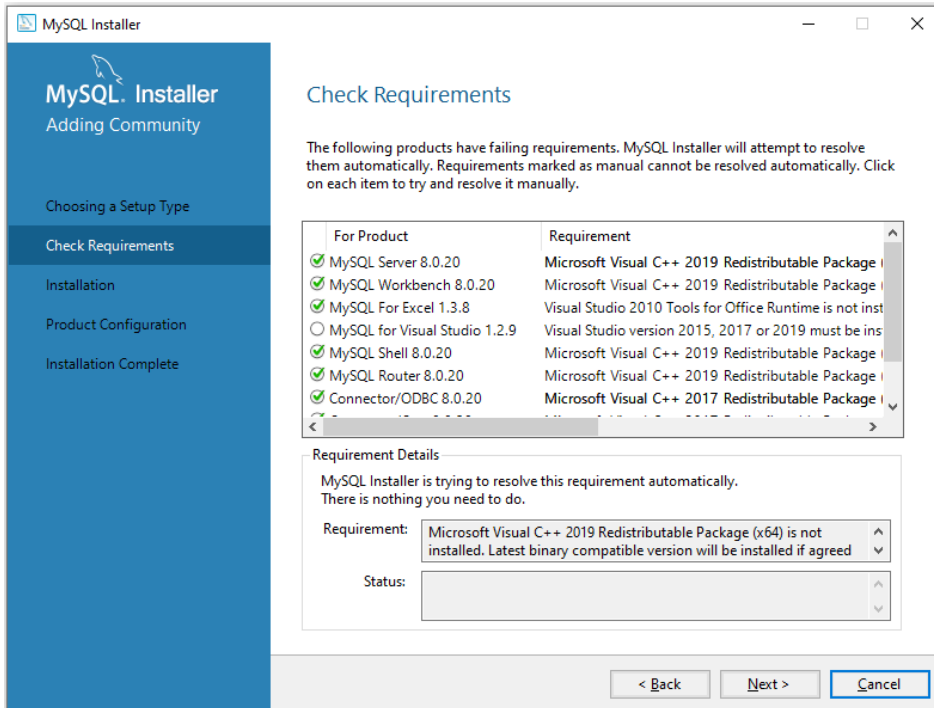 MySQL Installer
MySQL. Installer
Adding Community
Choosing a Setup Type
Check Requirements
Installation
Product Configuration
Installation Complete
Check Requirements
The following products have failing requirements. MySQL Installer will attempt to resolve
them automatically. Requirements marked as manual cannot be resolved automatically. Click
on each item to try and resolve it manually.
For Product Requirement
MySQL Server 8.0.20 Microsoft Visual C++ 2019 Redistributable Package (
MySQL Workbench 8.0.20 Microsoft Visual C++ 2019 Redistributable Package (
MySQL For Excel 1.3.8 Visual Studio 2010 Tools for Office Runtime is not inst
MySQL for Visual Studio 1.2.9 Visual Studio version 2015, 2017 or 2019 must be ins
MySQL Shell 8.0.20 Microsoft Visual C++ 2019 Redistributable Package (
MySQL Router 8.0.20 Microsoft Visual C++ 2019 Redistributable Package (
Connector/ODBC 8.0.20 Microsoft Visual C++ 2017 Redistributable Package (
Requirement Details
MySQL Installer is trying to resolve this requirement automatically.
There is nothing you need to do.
Requirement: Microsoft Visual C++ 2019 Redistributable Package (x64) is not
installed. Latest binary compatible version will be installed if agreed
Status:
< Back Next > Cancel